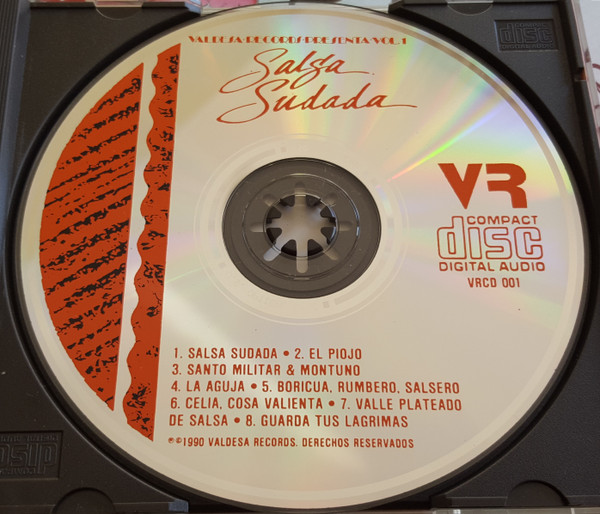 VALDESA RECORDS PRESENTA VOL.1
Salsa
Sudada
VR
COMPACT
disc
DIGITAL AUDIO
VRCD 001
1. SALSA SUDADA • 2. EL PIOJO
3. SANTO MILITAR & MONTUNO
4. LA AGUJA • 5. BORICUA, RUMBERO, SALSERO
6. CELIA, COSA VALIENTA • 7. VALLE PLATEADO
DE SALSA • 8. GUARDA TUS LAGRIMAS
℗©1990 VALDESA RECORDS. DERECHOS RESERVADOS
disc